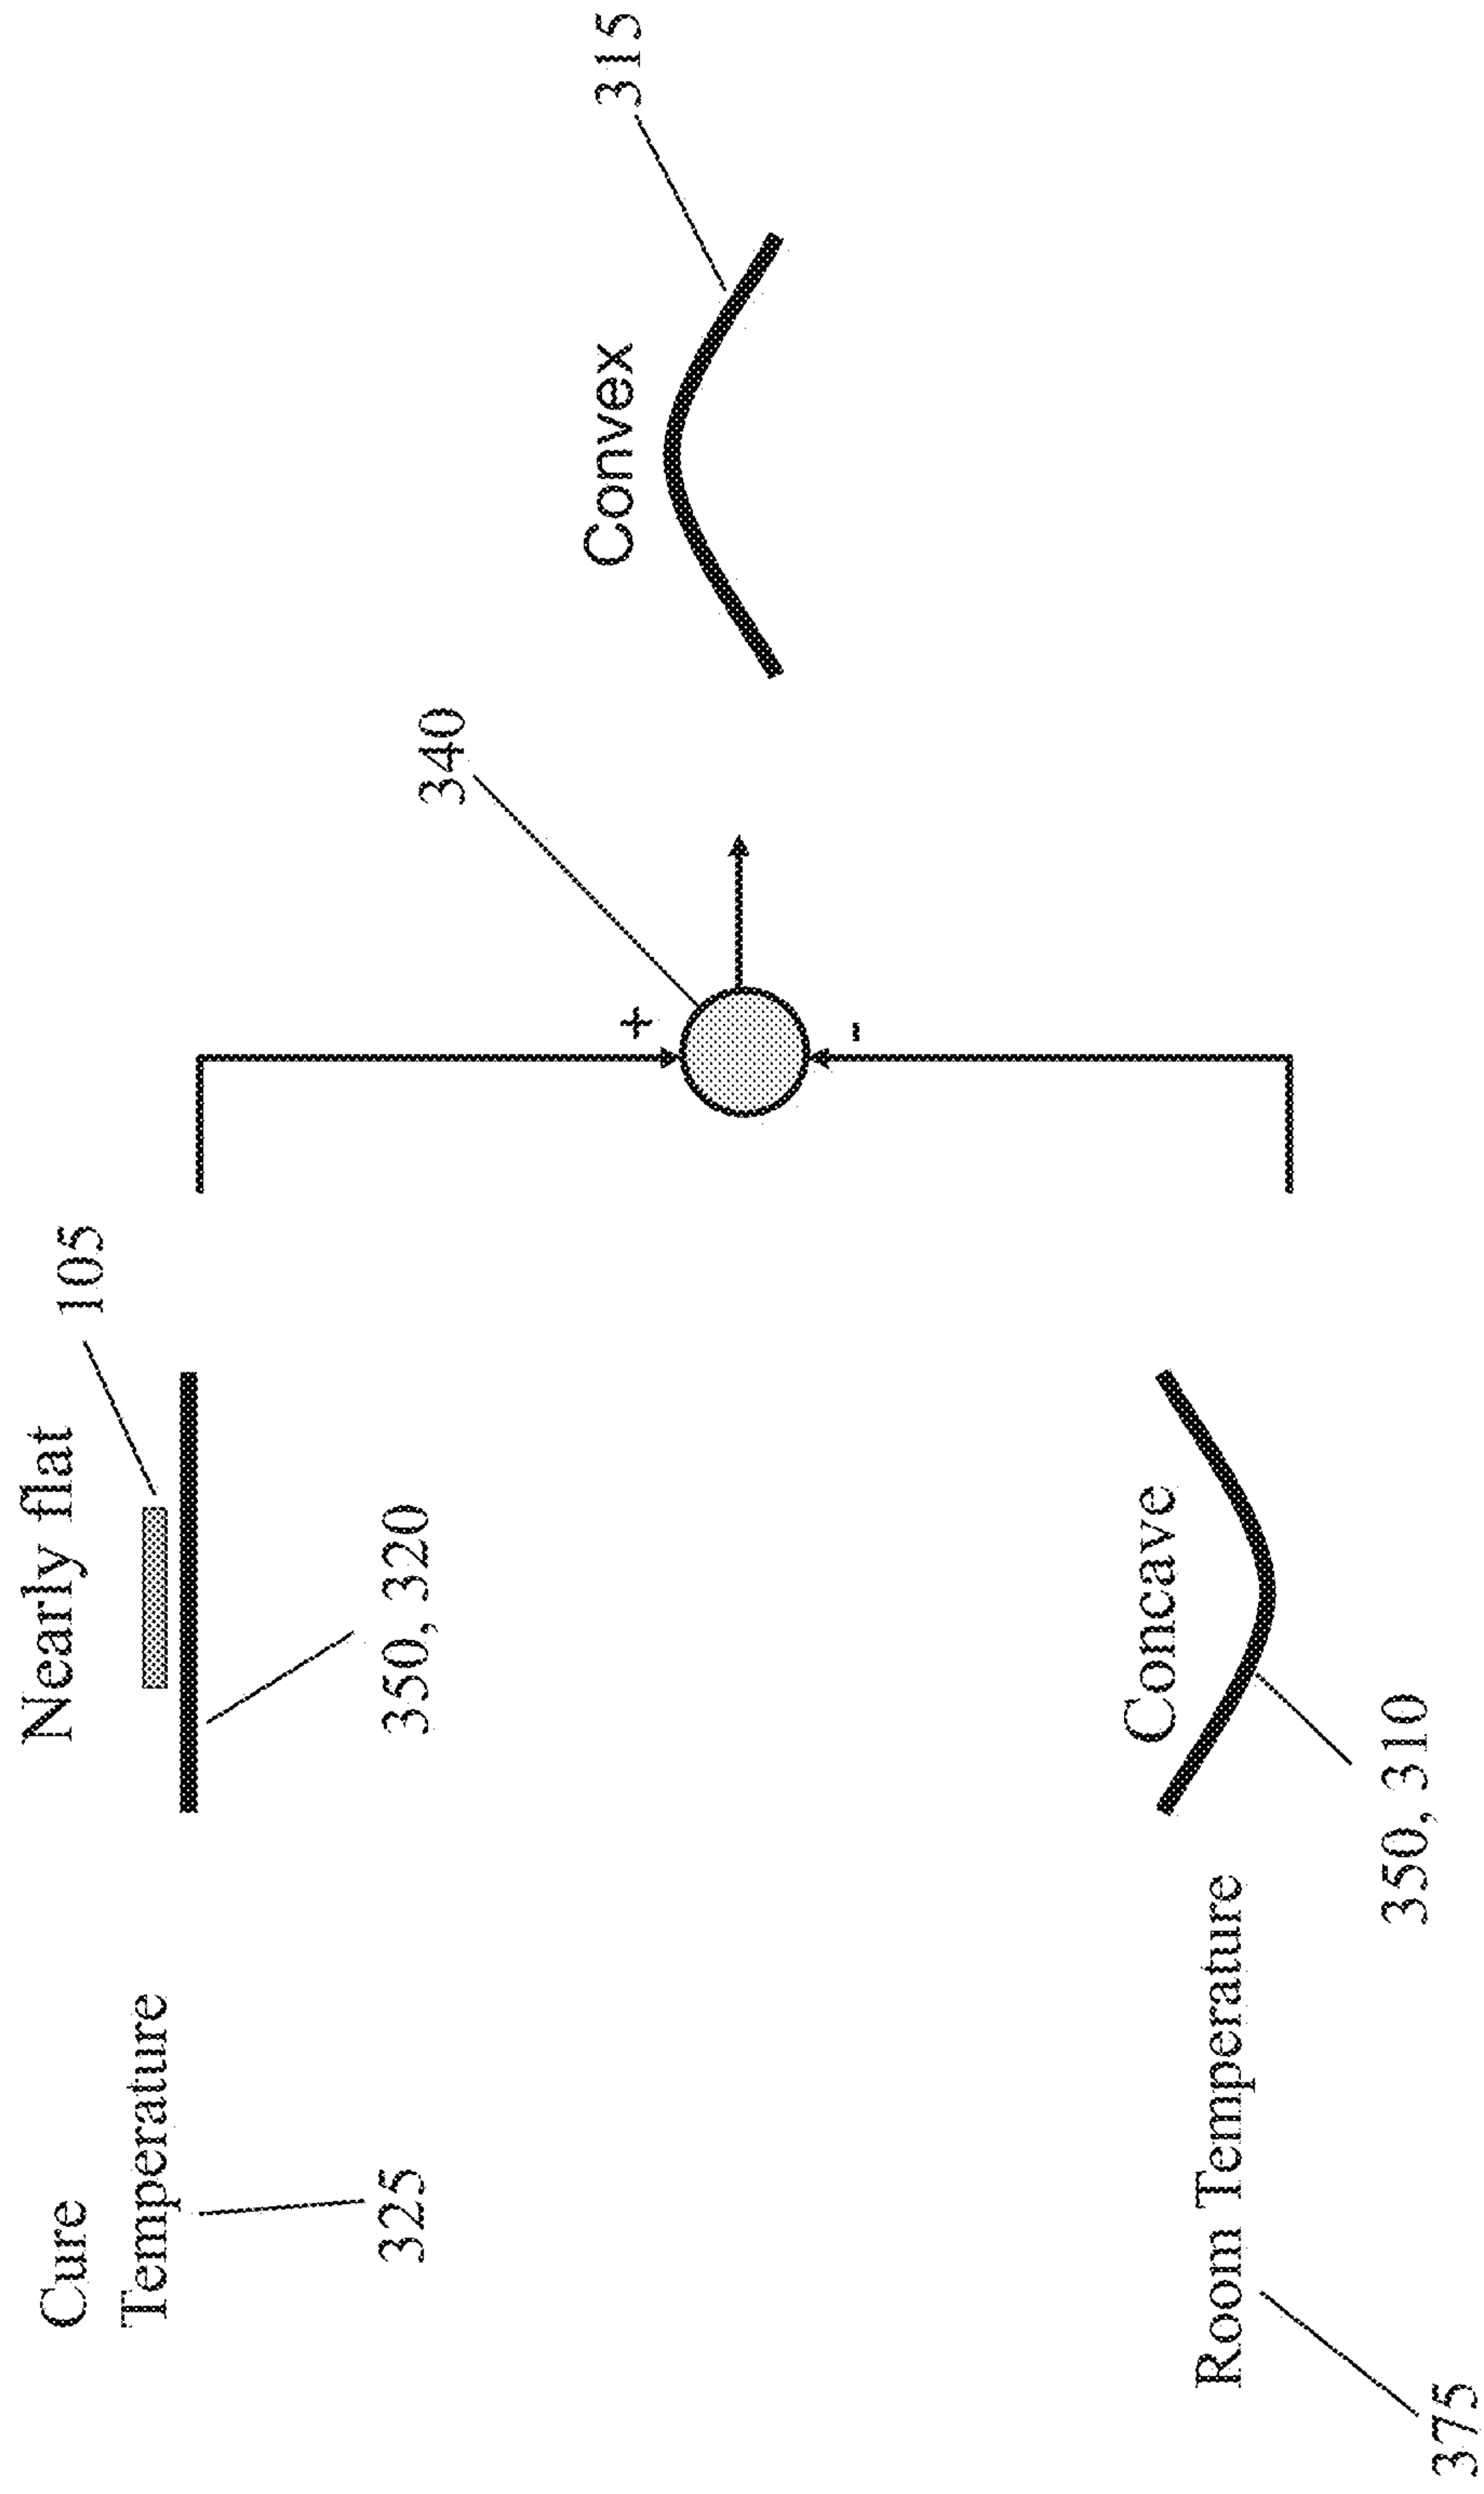 Cure
Temperature
325
Nearly flat
105
350, 320
340
+
-
Convex
315
Room Temperature
375
Concave
350, 310